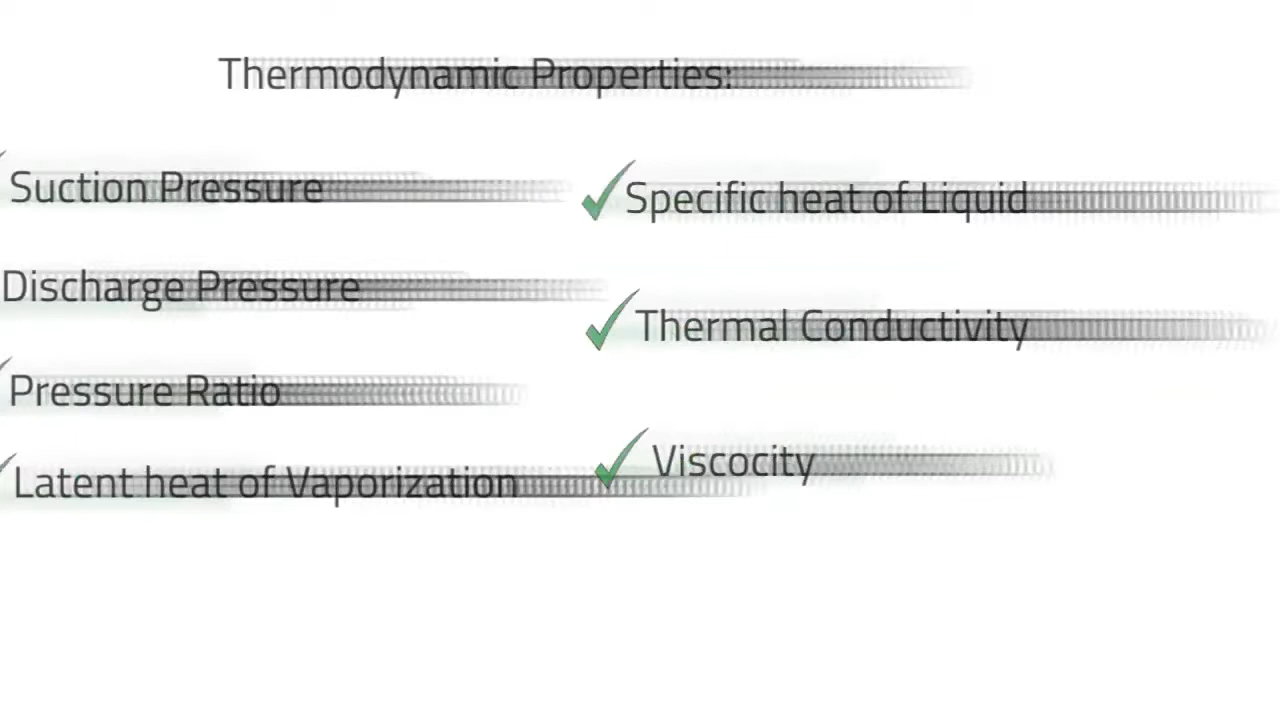 Thermodynamic Properties:
Suction Pressure
Discharge Pressure
Pressure Ratio
Latent heat of Vaporization
Specific heat of Liquid
Thermal Conductivity
Viscocity